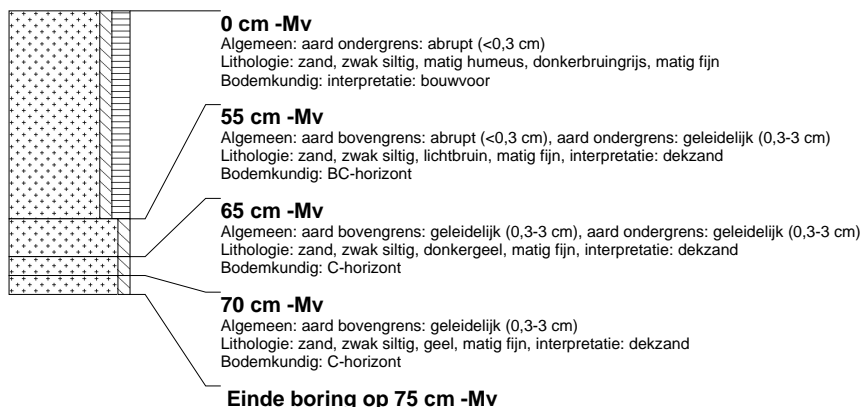 0 cm -Mv
Algemeen: aard ondergrens: abrupt (<0,3 cm)
Lithologie: zand, zwak siltig, matig humeus, donkerbruingrijs, matig fijn
Bodemkundig: interpretatie: bouwvoor
55 cm -Mv
Algemeen: aard bovengrens: abrupt (<0,3 cm), aard ondergrens: geleidelijk (0,3-3 cm)
Lithologie: zand, zwak siltig, lichtbruin, matig fijn, interpretatie: dekzand
Bodemkundig: BC-horizont
65 cm -Mv
Algemeen: aard bovengrens: geleidelijk (0,3-3 cm), aard ondergrens: geleidelijk (0,3-3 cm)
Lithologie: zand, zwak siltig, donkergeel, matig fijn, interpretatie: dekzand
Bodemkundig: C-horizont
70 cm -Mv
Algemeen: aard bovengrens: geleidelijk (0,3-3 cm)
Lithologie: zand, zwak siltig, geel, matig fijn, interpretatie: dekzand
Bodemkundig: C-horizont
Einde boring op 75 cm -Mv